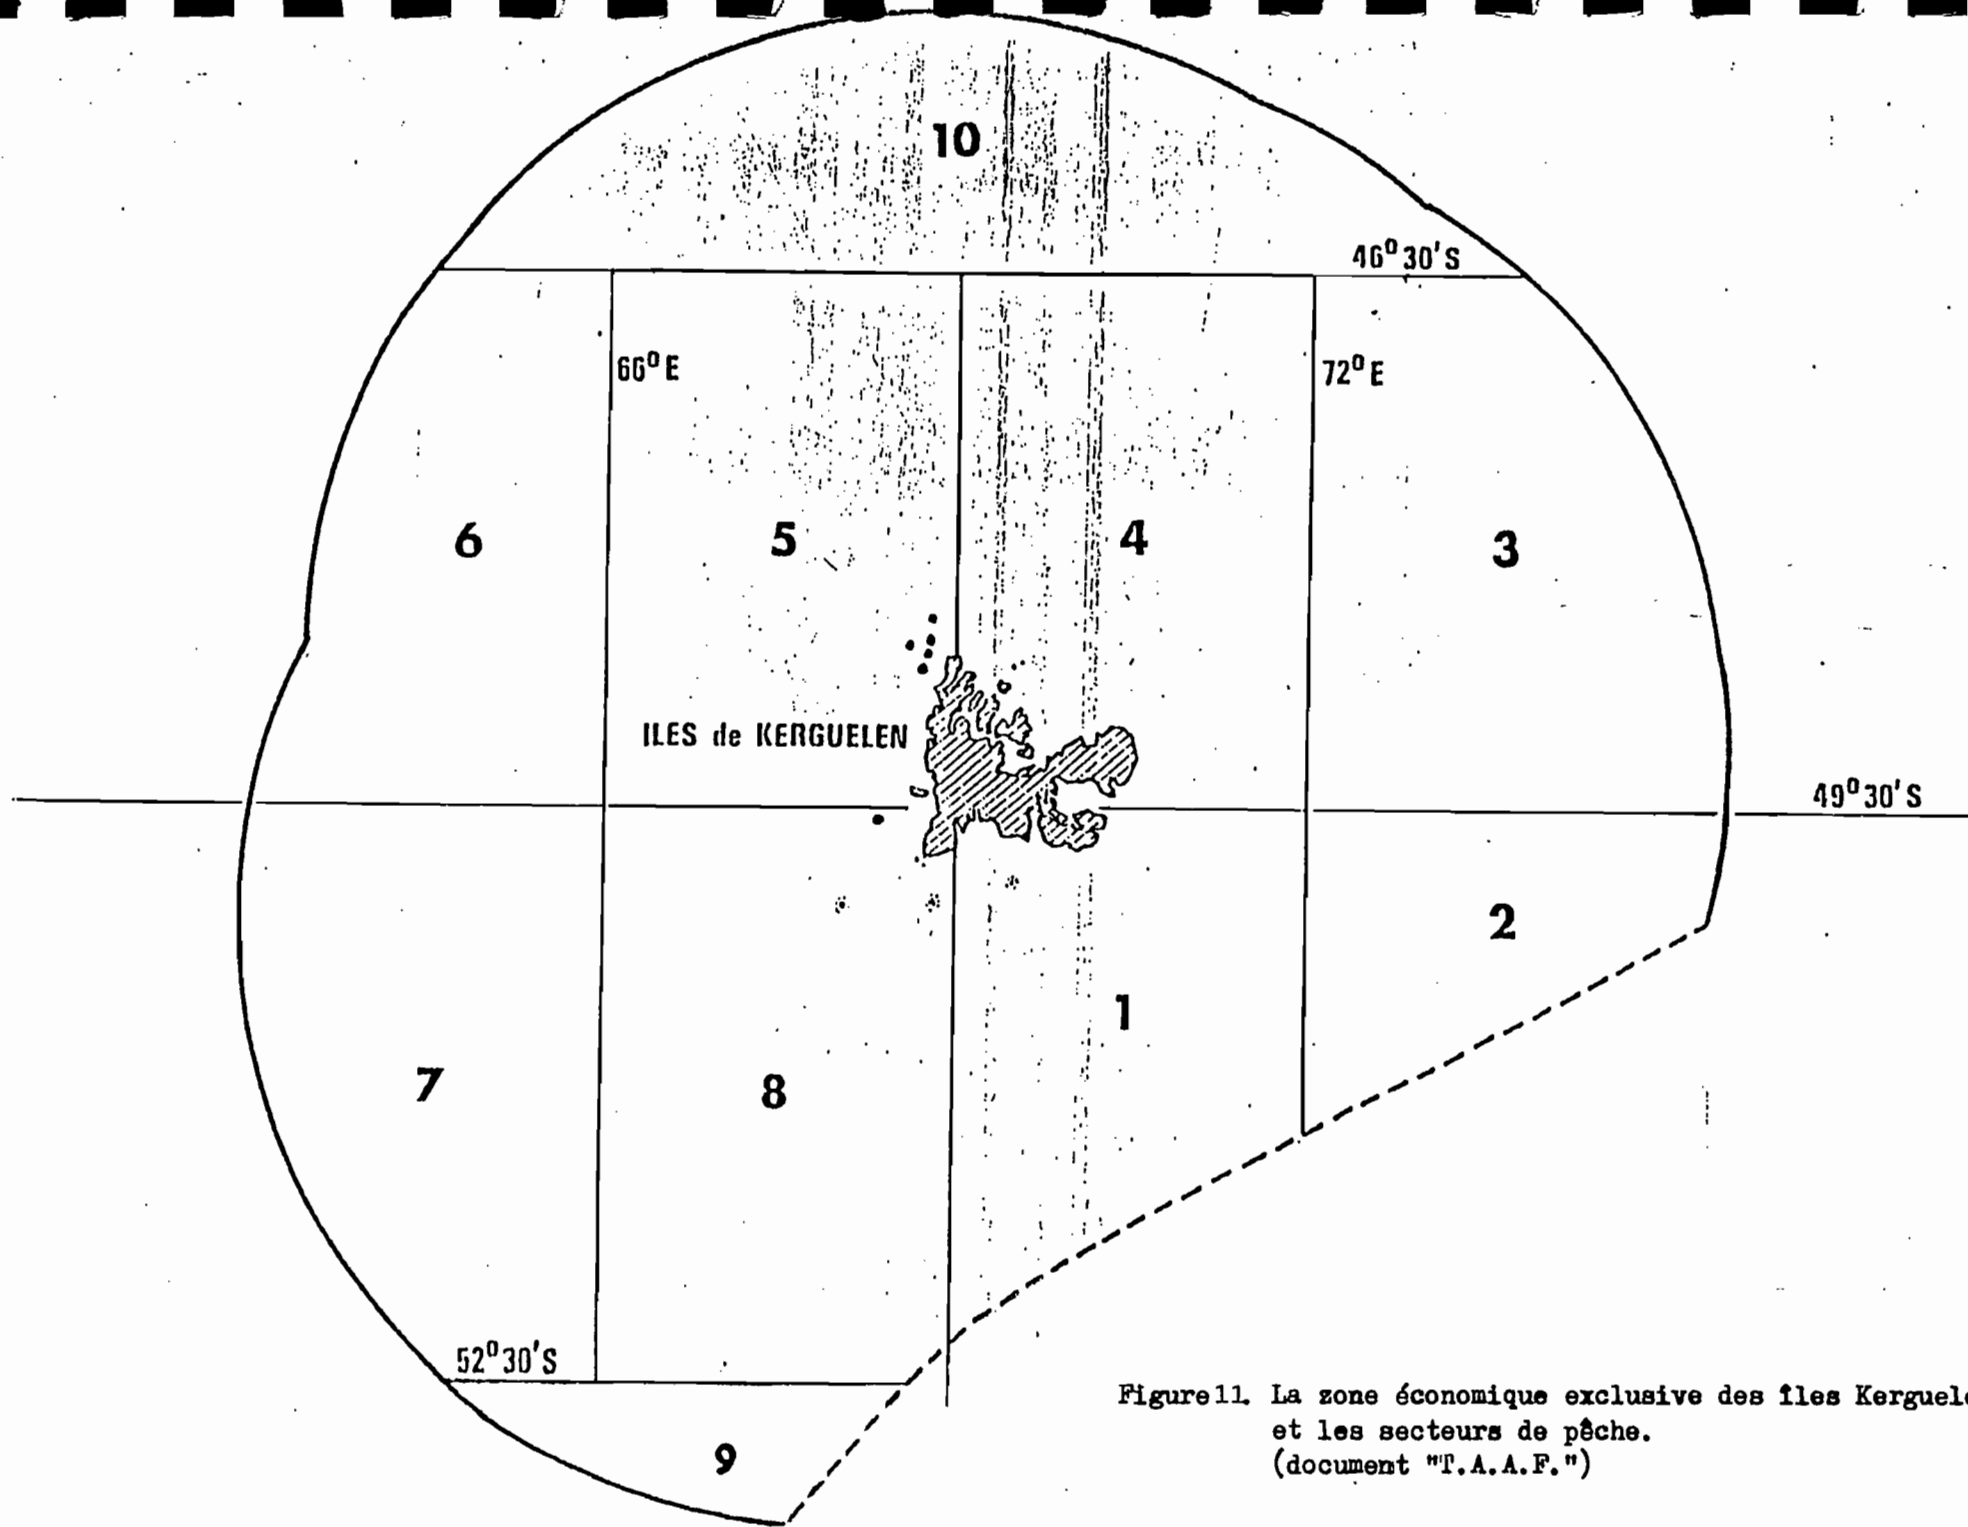 10
46°30'S
66°E
72°E
6
5
4
3
ILES de KERGUELEN
49°30'S
2
1
7
8
52°30'S
9
Figure 11. La zone économique exclusive des îles Kerguel
et les secteurs de pêche.
(document "T.A.A.F.")